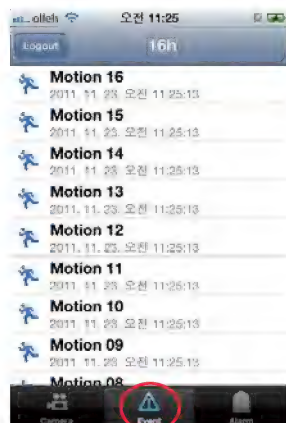 olleh 오전 11:25
Logout 16h
Motion 16
2011. 11. 23. 오전 11:25:13
Motion 15
2011. 11. 23. 오전 11:25:13
Motion 14
2011. 11. 23. 오전 11:25:13
Motion 13
2011. 11. 23. 오전 11:25:13
Motion 12
2011. 11. 23. 오전 11:25:13
Motion 11
2011. 11. 23. 오전 11:25:13
Motion 10
2011. 11. 23. 오전 11:25:13
Motion 09
2011. 11. 23. 오전 11:25:13
Motion 08
Camera Event Alarm